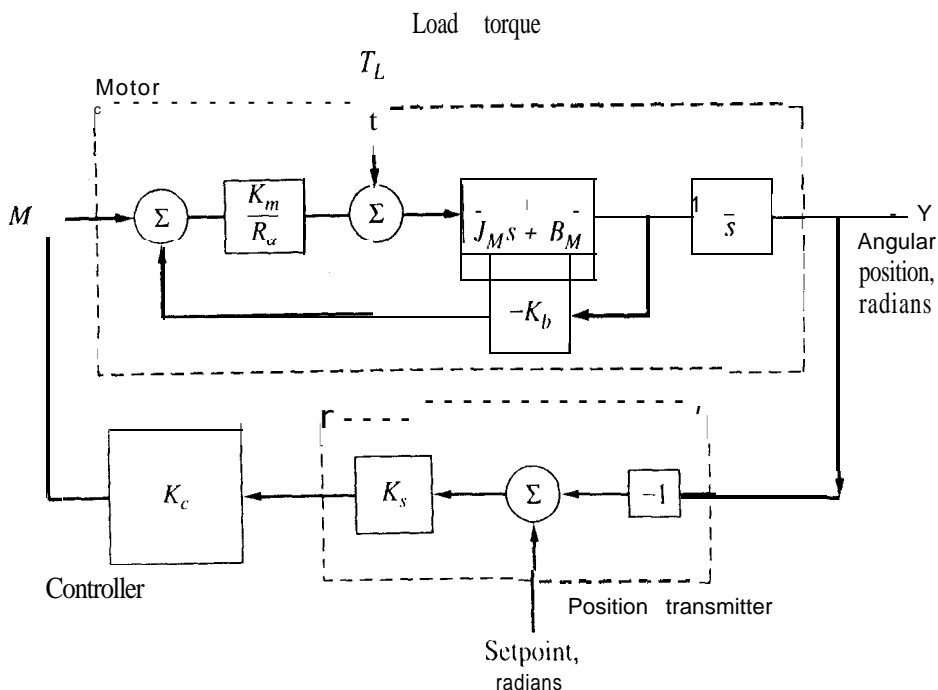 Load torque
T_L
Motor
c
t
M
Σ
K_m
R_a
Σ
J_M s + B_M
1
s
Y
Angular
position,
radians
-K_b
r
K_c
K_s
Σ
-1
Controller
Position transmitter
Setpoint,
radians